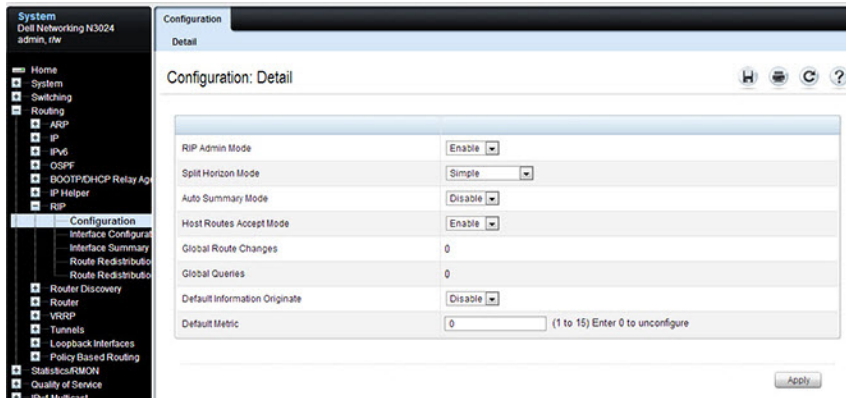 System
Dell Networking N3024
admin, r/w
Home
System
Switching
Routing
ARP
IP
IPv6
OSPF
BOOTP/DHCP Relay Age
IP Helper
RIP
Configuration
Interface Configurat
Interface Summary
Route Redistributio
Route Redistributio
Router Discovery
Router
VRRP
Tunnels
Loopback Interfaces
Policy Based Routing
Statistics/RMON
Quality of Service
Configuration
Detail
Configuration: Detail
?
RIP Admin Mode Enable
Split Horizon Mode Simple
Auto Summary Mode Disable
Host Routes Accept Mode Enable
Global Route Changes 0
Global Queries 0
Default Information Originate Disable
Default Metric 0 (1 to 15) Enter 0 to unconfigure
Apply